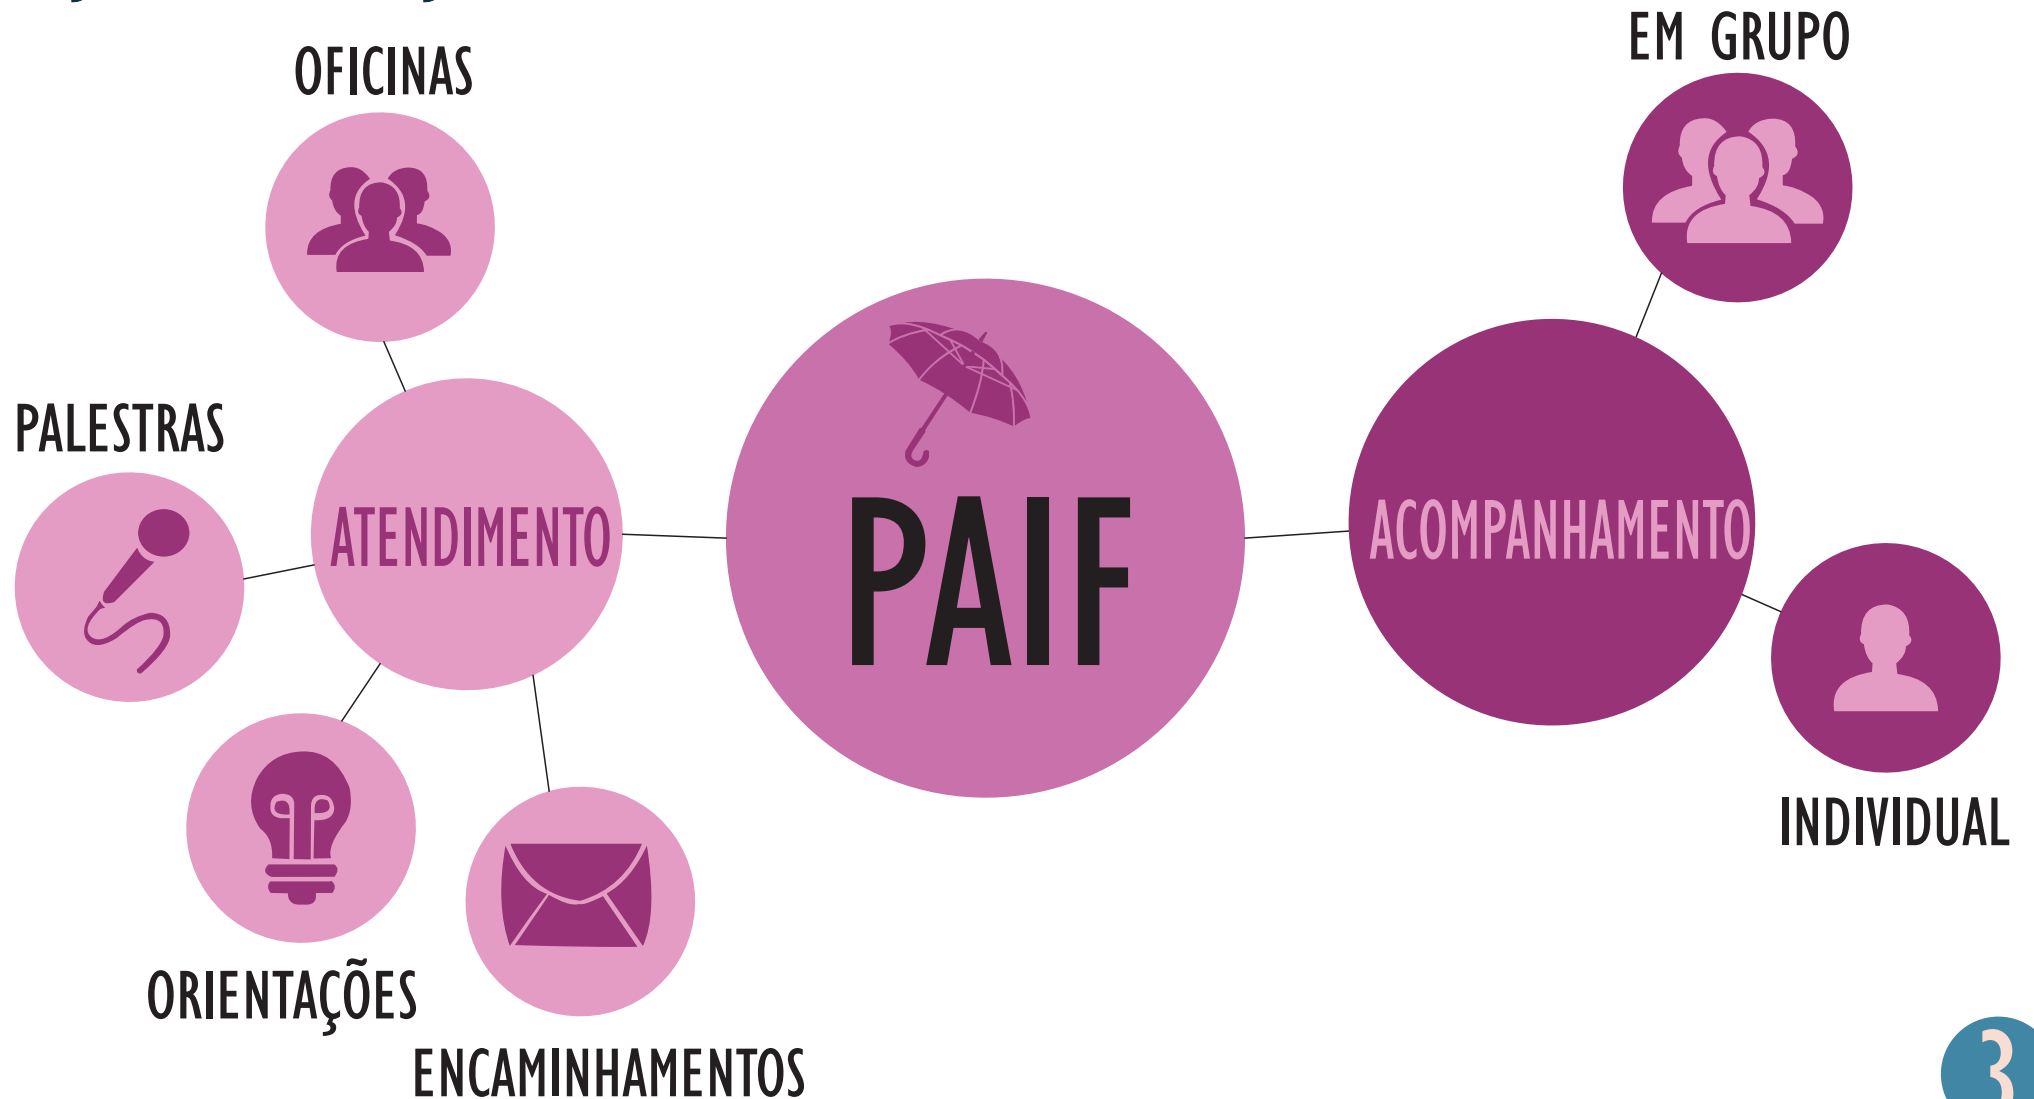 EM GRUPO
OFICINAS
PALESTRAS
ATENDIMENTO
PAIF
ACOMPANHAMENTO
INDIVIDUAL
ORIENTAÇÕES
ENCAMINHAMENTOS
3